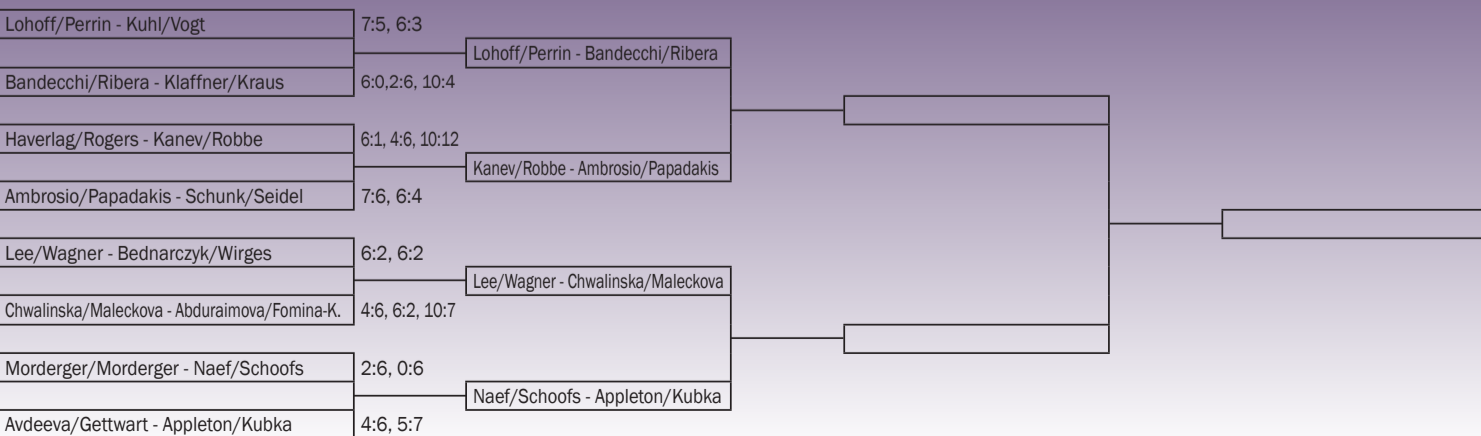 Lohoff/Perrin - Kuhl/Vogt 7:5, 6:3
Lohoff/Perrin - Bandecchi/Ribera
Bandecchi/Ribera - Klaffner/Kraus 6:0,2:6, 10:4
Haverlag/Rogers - Kanev/Robbe 6:1, 4:6, 10:12
Kanev/Robbe - Ambrosio/Papadakis
Ambrosio/Papadakis - Schunk/Seidel 7:6, 6:4
Lee/Wagner - Bednarczyk/Wirges 6:2, 6:2
Lee/Wagner - Chwalinska/Maleckova
Chwalinska/Maleckova - Abduraimova/Fomina-K. 4:6, 6:2, 10:7
Morderger/Morderger - Naef/Schoofs 2:6, 0:6
Naef/Schoofs - Appleton/Kubka
Avdeeva/Gettwart - Appleton/Kubka 4:6, 5:7